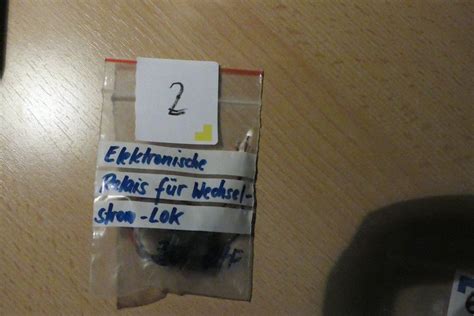 2
Elektronische
Relais für Wechsel-
strom-Lok